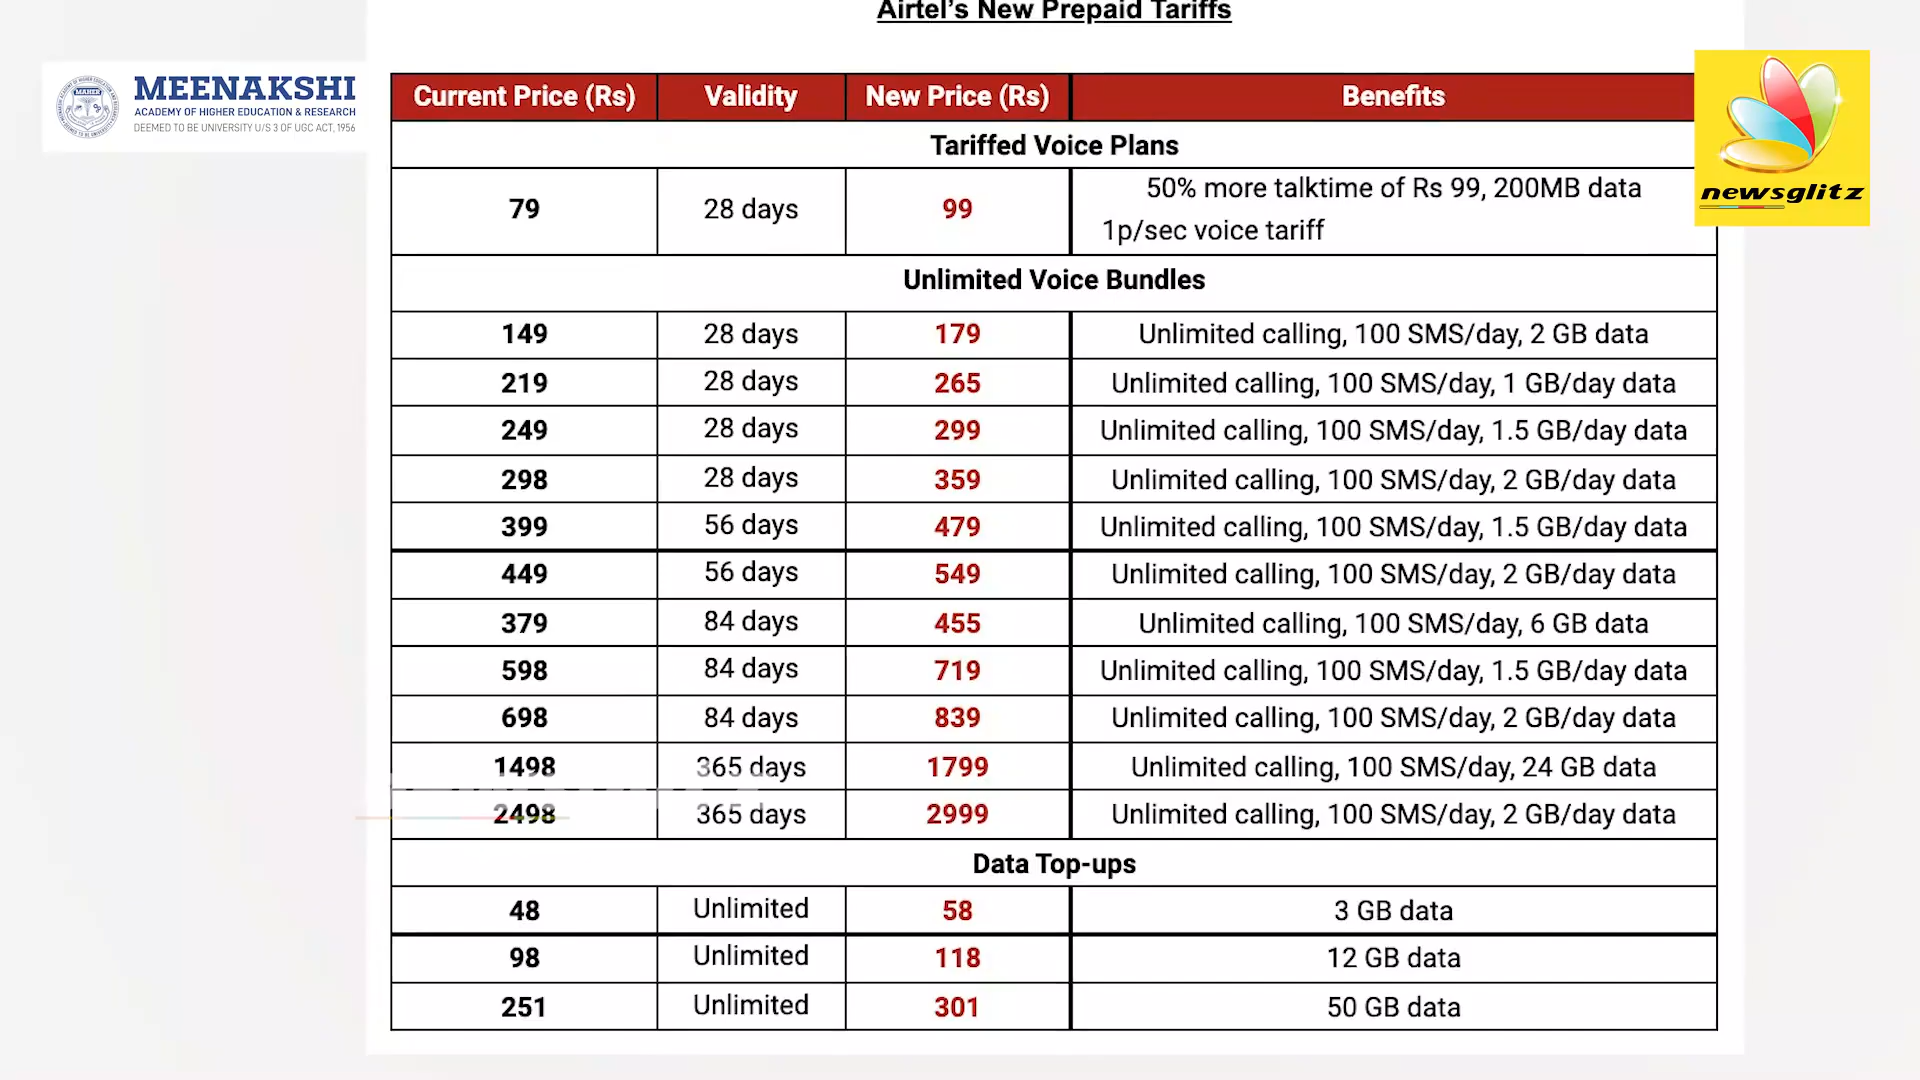 Airtel's New Prepaid Tariffs
MEENAKSHI
ACADEMY OF HIGHER EDUCATION & RESEARCH
DEEMED TO BE UNIVERSITY U/S 3 OF UGC ACT, 1956
MAHER
newsglitz
Current Price (Rs) Validity New Price (Rs) Benefits
Tariffed Voice Plans
79 28 days 99 50% more talktime of Rs 99, 200MB data
1p/sec voice tariff
Unlimited Voice Bundles
149 28 days 179 Unlimited calling, 100 SMS/day, 2 GB data
219 28 days 265 Unlimited calling, 100 SMS/day, 1 GB/day data
249 28 days 299 Unlimited calling, 100 SMS/day, 1.5 GB/day data
298 28 days 359 Unlimited calling, 100 SMS/day, 2 GB/day data
399 56 days 479 Unlimited calling, 100 SMS/day, 1.5 GB/day data
449 56 days 549 Unlimited calling, 100 SMS/day, 2 GB/day data
379 84 days 455 Unlimited calling, 100 SMS/day, 6 GB data
598 84 days 719 Unlimited calling, 100 SMS/day, 1.5 GB/day data
698 84 days 839 Unlimited calling, 100 SMS/day, 2 GB/day data
1498 365 days 1799 Unlimited calling, 100 SMS/day, 24 GB data
2498 365 days 2999 Unlimited calling, 100 SMS/day, 2 GB/day data
Data Top-ups
48 Unlimited 58 3 GB data
98 Unlimited 118 12 GB data
251 Unlimited 301 50 GB data